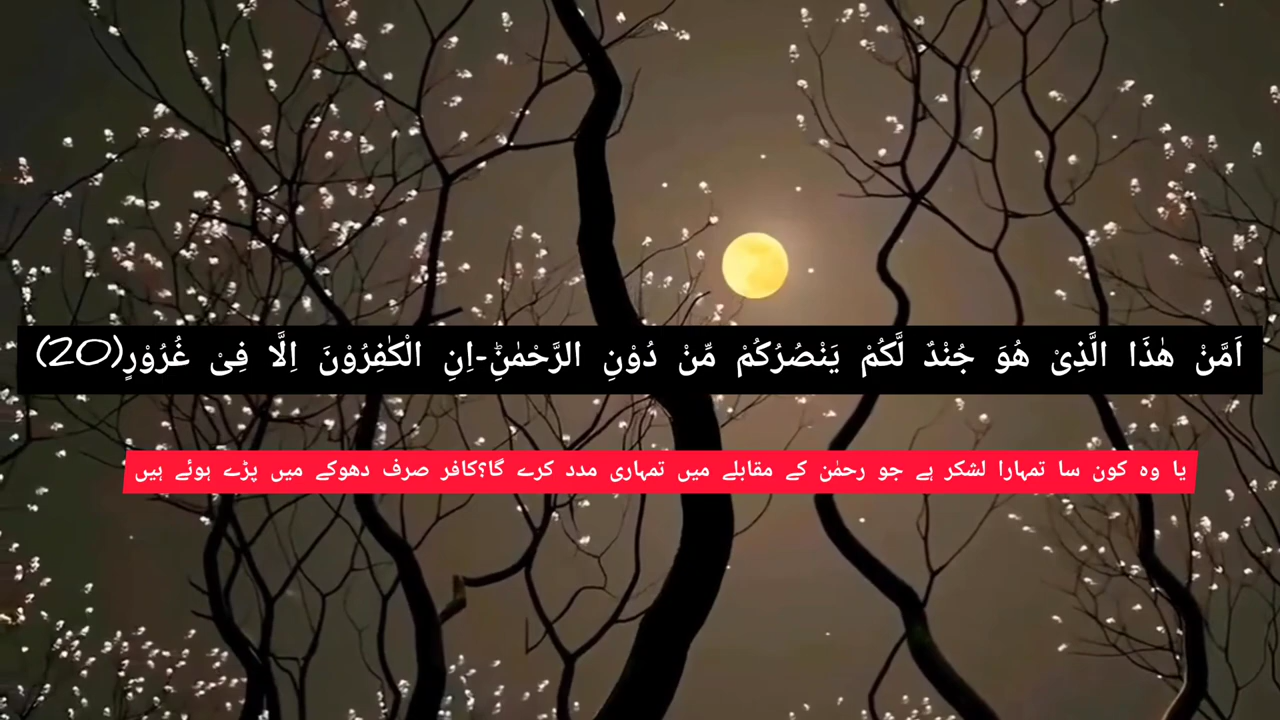 اَمَّنْ هٰذَا الَّذِیْ هُوَ جُنْدٌ لَّكُمْ یَنْصُرُكُمْ مِّنْ دُوْنِ الرَّحْمٰنِؕ-اِنِ الْكٰفِرُوْنَ اِلَّا فِیْ غُرُوْرٍ(20)
یا وہ کون سا تمہارا لشکر ہے جو رحمٰن کے مقابلے میں تمہاری مدد کرے گا؟کافر صرف دھوکے میں پڑے ہوئے ہیں